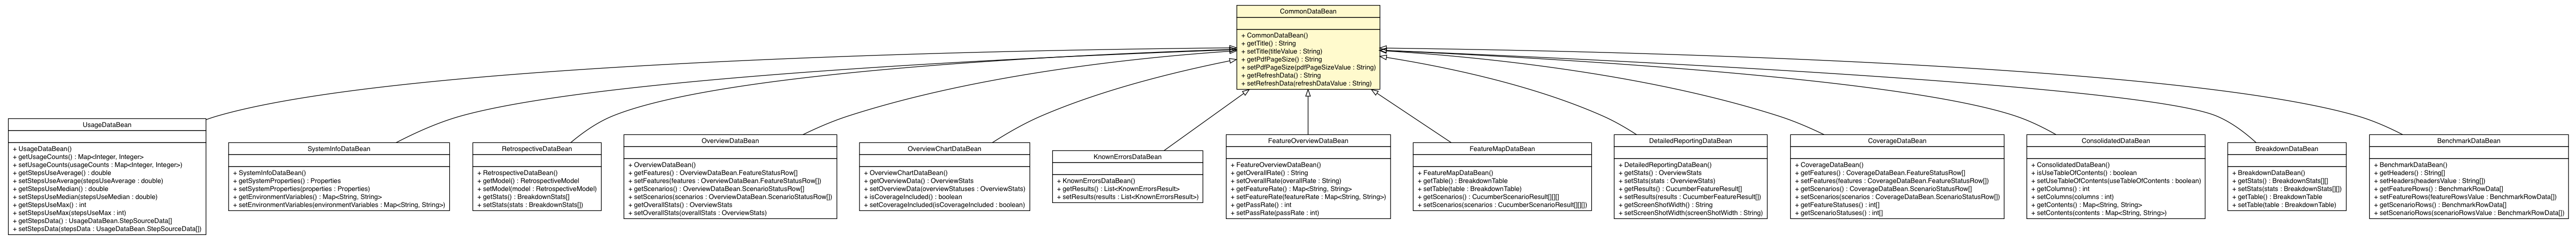 CommonDataBean
+ CommonDataBean()
+ getTitle() : String
+ setTitle(titleValue : String)
+ getPdfPageSize() : String
+ setPdfPageSize(pdfPageSizeValue : String)
+ getRefreshData() : String
+ setRefreshData(refreshDataValue : String)
UsageDataBean
+ UsageDataBean()
+ getUsageCounts() : Map<Integer, Integer>
+ setUsageCounts(usageCounts : Map<Integer, Integer>)
+ getStepsUseAverage() : double
+ setStepsUseAverage(stepsUseAverage : double)
+ getStepsUseMedian() : double
+ setStepsUseMedian(stepsUseMedian : double)
+ getStepsUseMax() : int
+ setStepsUseMax(stepsUseMax : int)
+ getStepsData() : UsageDataBean.StepSourceData[]
+ setStepsData(stepsData : UsageDataBean.StepSourceData[])
SystemInfoDataBean
+ SystemInfoDataBean()
+ getSystemProperties() : Properties
+ setSystemProperties(properties : Properties)
+ getEnvironmentVariables() : Map<String, String>
+ setEnvironmentVariables(environmentVariables : Map<String, String>)
RetrospectiveDataBean
+ RetrospectiveDataBean()
+ getModel() : RetrospectiveModel
+ setModel(model : RetrospectiveModel)
+ getStats() : BreakdownStats[]
+ setStats(stats : BreakdownStats[])
OverviewDataBean
+ OverviewDataBean()
+ getFeatures() : OverviewDataBean.FeatureStatusRow[]
+ setFeatures(features : OverviewDataBean.FeatureStatusRow[])
+ getScenarios() : OverviewDataBean.ScenarioStatusRow[]
+ setScenarios(scenarios : OverviewDataBean.ScenarioStatusRow[])
+ getOverallStats() : OverviewStats
+ setOverallStats(overallStats : OverviewStats)
OverviewChartDataBean
+ OverviewChartDataBean()
+ getOverviewData() : OverviewStats
+ setOverviewData(overviewStatuses : OverviewStats)
+ isCoverageIncluded() : boolean
+ setCoverageIncluded(isCoverageIncluded : boolean)
KnownErrorsDataBean
+ KnownErrorsDataBean()
+ getResults() : List<KnownErrorsResult>
+ setResults(results : List<KnownErrorsResult>)
FeatureOverviewDataBean
+ FeatureOverviewDataBean()
+ getOverallRate() : String
+ setOverallRate(overallRate : String)
+ getFeatureRate() : Map<String, String>
+ setFeatureRate(featureRate : Map<String, String>)
+ getPassRate() : int
+ setPassRate(passRate : int)
FeatureMapDataBean
+ FeatureMapDataBean()
+ getTable() : BreakdownTable
+ setTable(table : BreakdownTable)
+ getScenarios() : CucumberScenarioResult[][][]
+ setScenarios(scenarios : CucumberScenarioResult[][][])
DetailedReportingDataBean
+ DetailedReportingDataBean()
+ getStats() : OverviewStats
+ setStats(stats : OverviewStats)
+ getResults() : CucumberFeatureResult[]
+ setResults(results : CucumberFeatureResult[])
+ getScreenShotWidth() : String
+ setScreenShotWidth(screenShotWidth : String)
CoverageDataBean
+ CoverageDataBean()
+ getFeatures() : CoverageDataBean.FeatureStatusRow[]
+ setFeatures(features : CoverageDataBean.FeatureStatusRow[])
+ getScenarios() : CoverageDataBean.ScenarioStatusRow[]
+ setScenarios(scenarios : CoverageDataBean.ScenarioStatusRow[])
+ getFeatureStatuses() : int[]
+ getScenarioStatuses() : int[]
ConsolidatedDataBean
+ ConsolidatedDataBean()
+ isUseTableOfContents() : boolean
+ setUseTableOfContents(useTableOfContents : boolean)
+ getColumns() : int
+ setColumns(columns : int)
+ getContents() : Map<String, String>
+ setContents(contents : Map<String, String>)
BreakdownDataBean
+ BreakdownDataBean()
+ getStats() : BreakdownStats[][]
+ setStats(stats : BreakdownStats[][])
+ getTable() : BreakdownTable
+ setTable(table : BreakdownTable)
BenchmarkDataBean
+ BenchmarkDataBean()
+ getHeaders() : String[]
+ setHeaders(headersValue : String[])
+ getFeatureRows() : BenchmarkRowData[]
+ setFeatureRows(featureRowsValue : BenchmarkRowData[])
+ getScenarioRows() : BenchmarkRowData[]
+ setScenarioRows(scenarioRowsValue : BenchmarkRowData[])